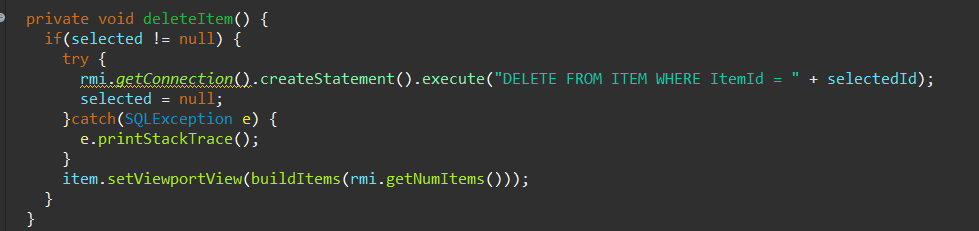 private void deleteItem() {
if(selected != null) {
try {
rmi.getConnection().createStatement().execute("DELETE FROM ITEM WHERE ItemId = " + selectedId);
selected = null;
}catch(SQLException e) {
e.printStackTrace();
}
item.setViewportView(buildItems(rmi.getNumItems()));
}
}